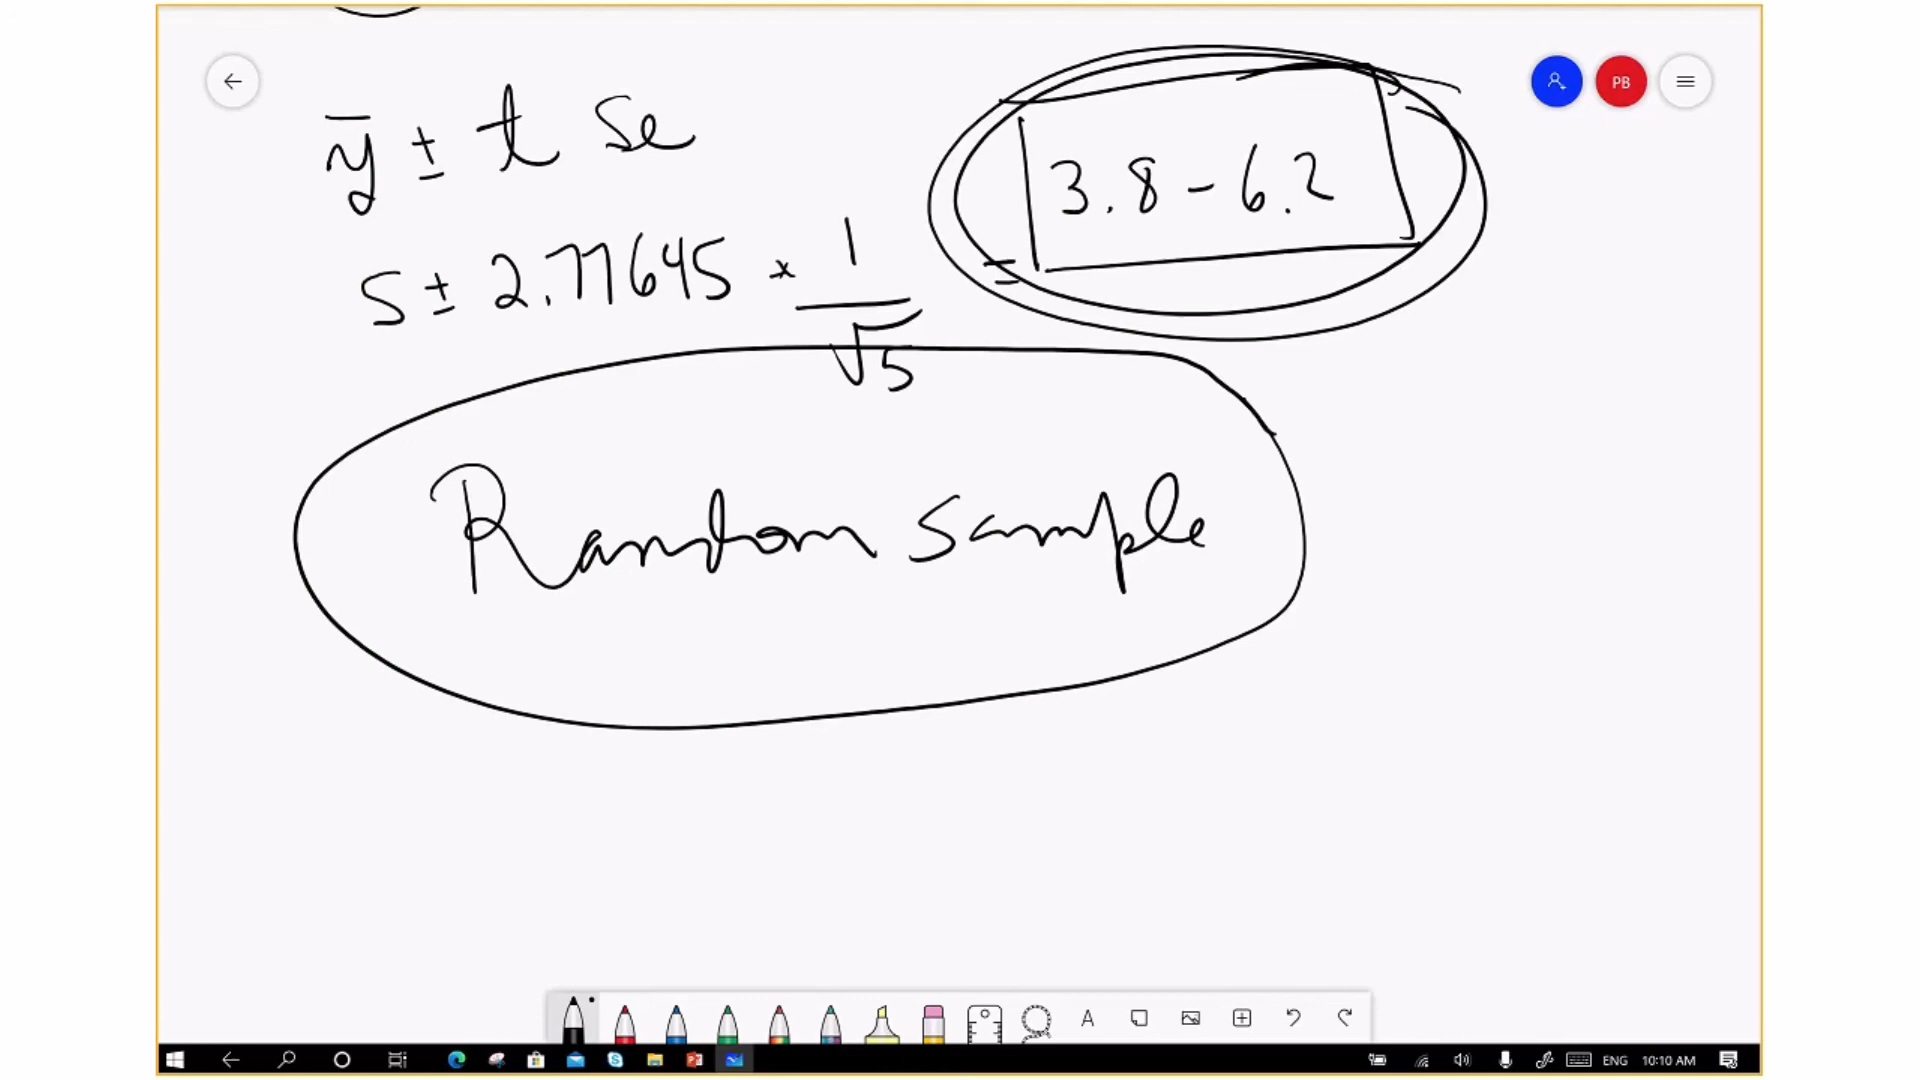 PB
ȳ ± t se
3.8 - 6.2
5 ± 2.77645 * 1/√5 =
Random sample
A
ENG 10:10 AM